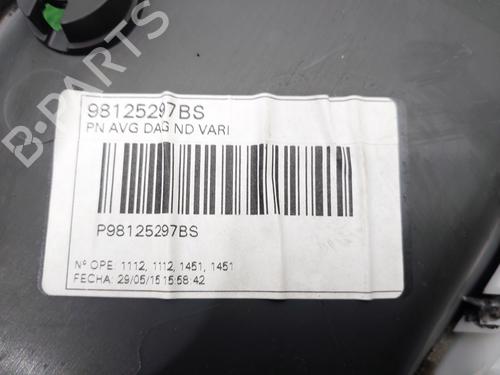 98125297BS
PN AVG DAG ND VARI
P98125297BS
Nº OPE: 1112, 1112, 1451, 1451
FECHA: 29/05/15 15:58:42
B-PARTS